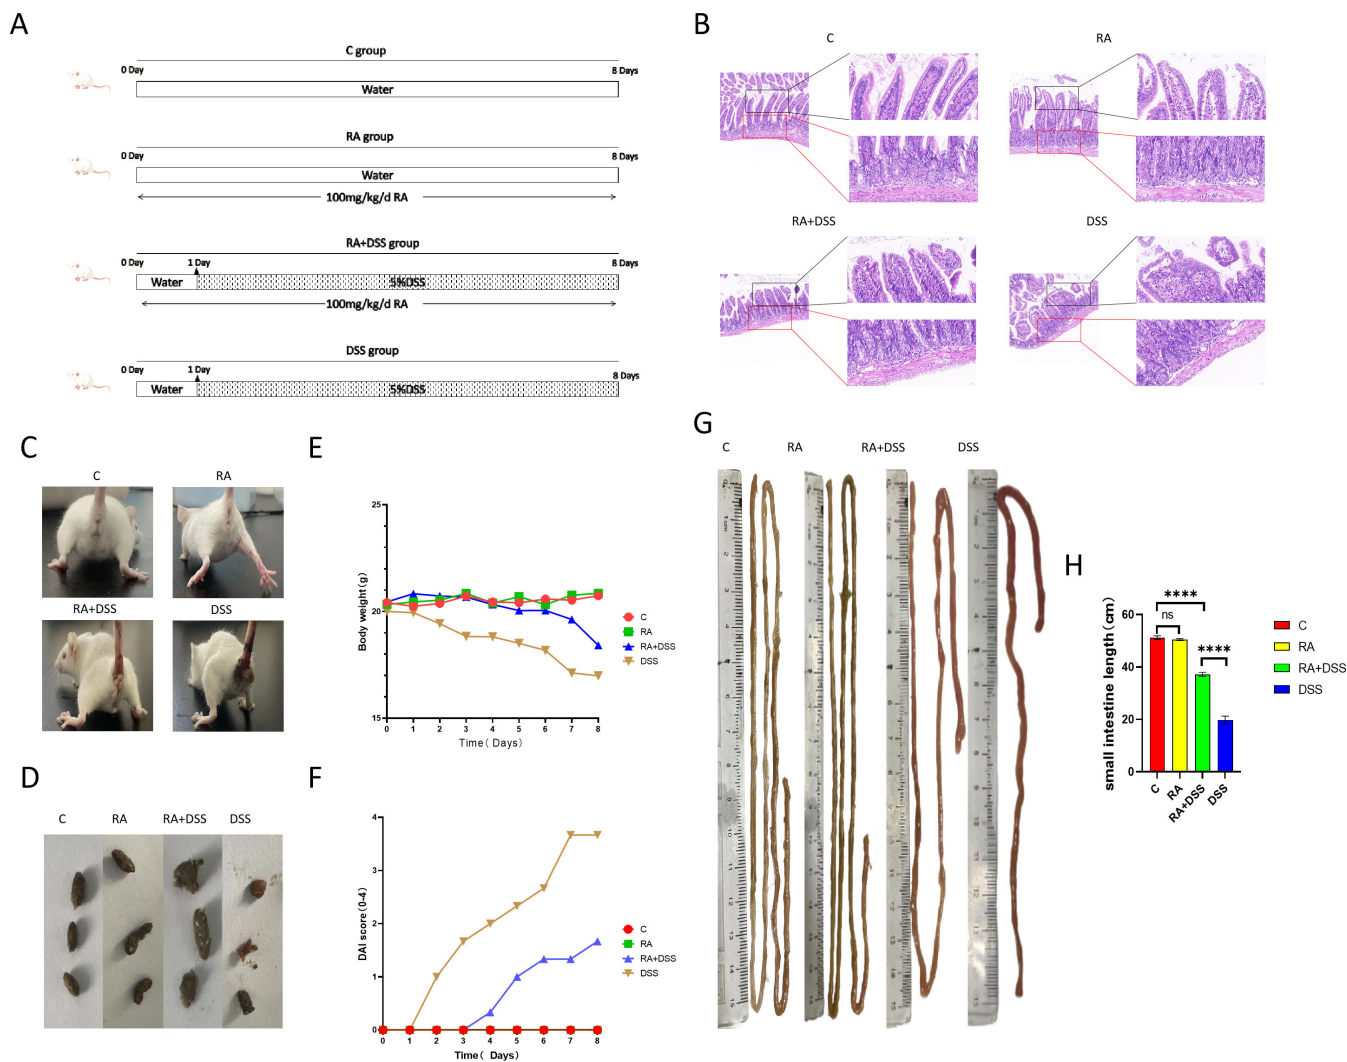 A
C group
0 Day
8 Days
Water
RA group
0 Day
8 Days
Water
100mg/kg/d RA
RA+DSS group
0 Day
1 Day
8 Days
Water
5%DSS
100mg/kg/d RA
DSS group
0 Day
1 Day
8 Days
Water
5%DSS
B
C
RA
RA+DSS
DSS
C
C
RA
RA+DSS
DSS
D
C
RA
RA+DSS
DSS
E
25
20
15
Body weight(g)
0 1 2 3 4 5 6 7 8
Time( Days)
C
RA
RA+DSS
DSS
F
4
3
2
1
0
DAI score(0-4)
0 1 2 3 4 5 6 7 8
Time( Days)
C
RA
RA+DSS
DSS
G
C
RA
RA+DSS
DSS
H
small intestine length(cm)
60
40
20
0
****
ns
****
C
RA
RA+DSS
DSS
C
RA
RA+DSS
DSS